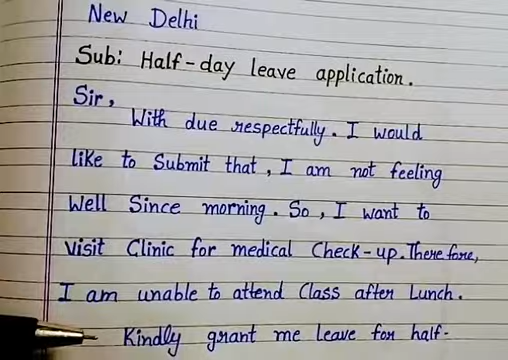 New Delhi
Sub: Half-day leave application.
Sir,
With due respectfully. I would
like to Submit that, I am not feeling
Well Since morning. So, I want to
visit Clinic for medical Check-up. Therefore,
I am unable to attend Class after Lunch.
Kindly grant me leave for half-